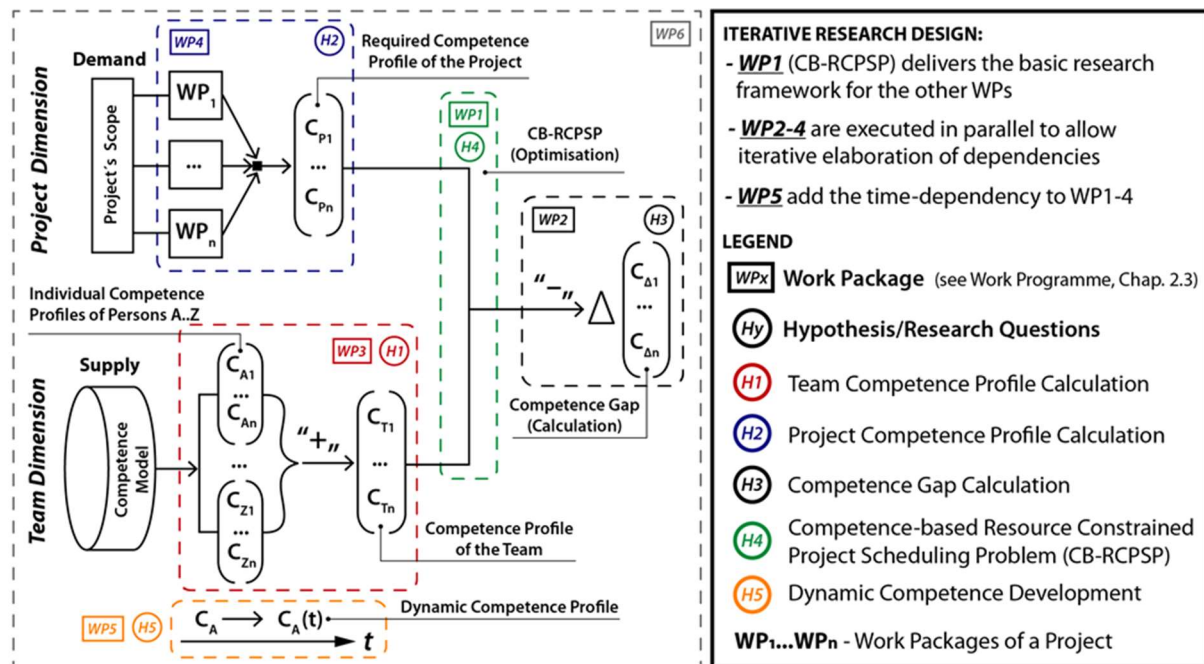 WP4
H2
Required Competence
Profile of the Project
WP6
Demand
Project Dimension
Project's Scope
WP1
...
WPn
CP1
...
CPn
WP1
H4
CB-RCPSP
(Optimisation)
WP2
H3
"–„
Δ
CΔ1
...
CΔn
Competence Gap
(Calculation)
Individual Competence
Profiles of Persons A..Z
WP3
H1
Supply
Team Dimension
Competence
Model
CA1
...
CAn
...
CZ1
...
CZn
"+„
CT1
...
CTn
Competence Profile
of the Team
WP5
H5
CA
CA(t)
t
Dynamic Competence Profile
ITERATIVE RESEARCH DESIGN:
- WP1 (CB-RCPSP) delivers the basic research
framework for the other WPs
- WP2-4 are executed in parallel to allow
iterative elaboration of dependencies
- WP5 add the time-dependency to WP1-4
LEGEND
WPx Work Package (see Work Programme, Chap. 2.3)
Hy Hypothesis/Research Questions
H1 Team Competence Profile Calculation
H2 Project Competence Profile Calculation
H3 Competence Gap Calculation
H4 Competence-based Resource Constrained
Project Scheduling Problem (CB-RCPSP)
H5 Dynamic Competence Development
WP1...WPn - Work Packages of a Project